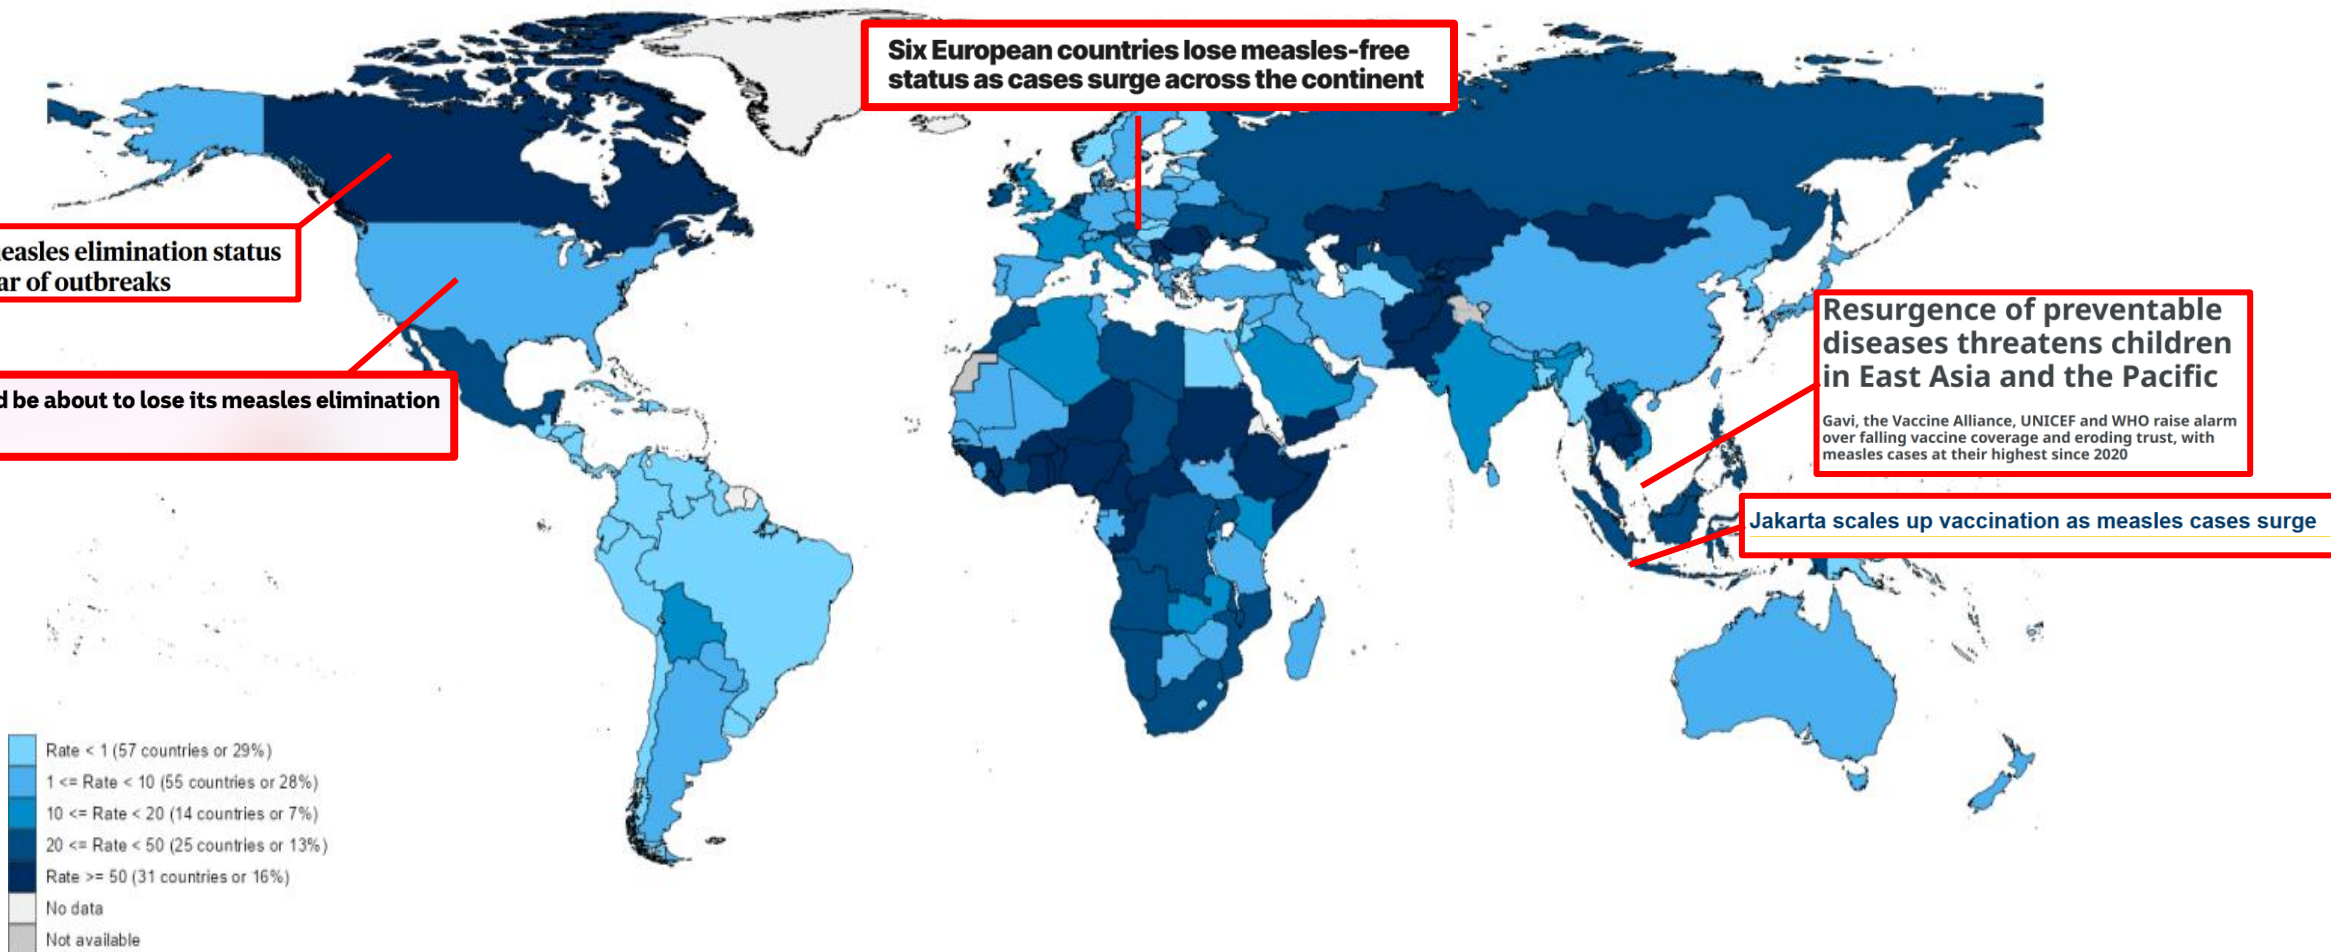 Six European countries lose measles-free
status as cases surge across the continent
easles elimination status
ar of outbreaks
d be about to lose its measles elimination
Resurgence of preventable
diseases threatens children
in East Asia and the Pacific
Gavi, the Vaccine Alliance, UNICEF and WHO raise alarm
over falling vaccine coverage and eroding trust, with
measles cases at their highest since 2020
Jakarta scales up vaccination as measles cases surge
Rate < 1 (57 countries or 29%)
1 <= Rate < 10 (55 countries or 28%)
10 <= Rate < 20 (14 countries or 7%)
20 <= Rate < 50 (25 countries or 13%)
Rate >= 50 (31 countries or 16%)
No data
Not available